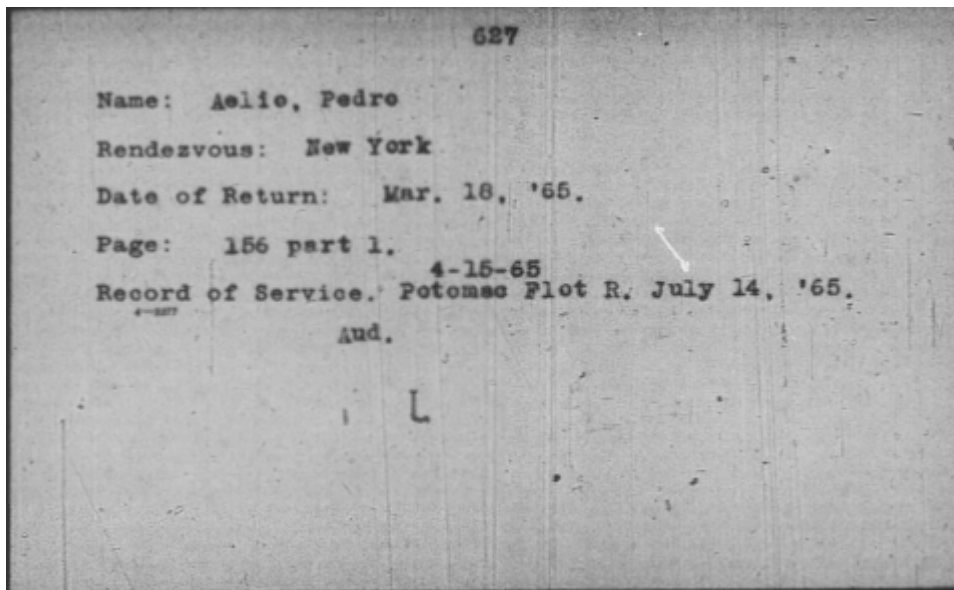 627
Name: Aelio, Pedro
Rendezvous: New York
Date of Return: Mar. 18, '65.
Page: 156 part 1.
4-15-65
Record of Service. Potomac Flot R. July 14, '65.
Aud.
L